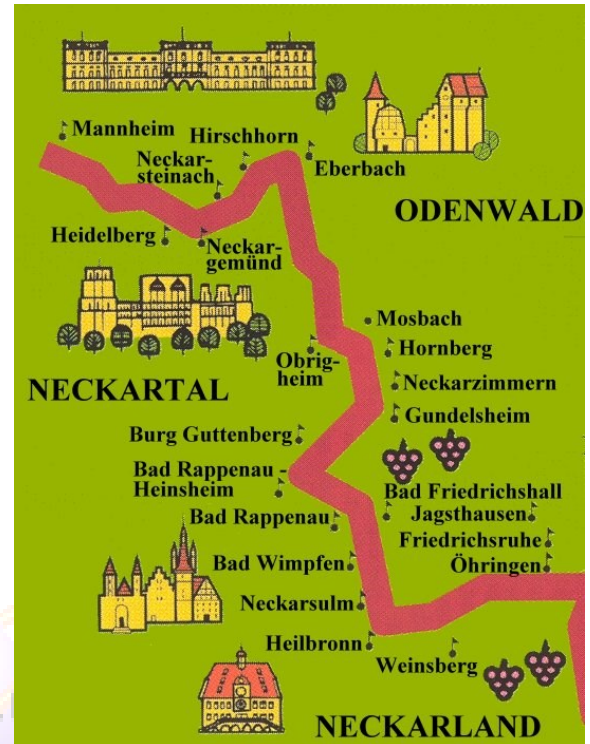 Mannheim
Hirschhorn
Neckar-
steinach
Eberbach
ODENWALD
Heidelberg
Neckar-
gemünd
Mosbach
Hornberg
Obrig-
heim
NECKARTAL
Neckarzimmern
Gundelsheim
Burg Guttenberg
Bad Rappenau -
Heinsheim
Bad Friedrichshall
Jagsthausen
Bad Rappenau
Friedrichsruhe
Bad Wimpfen
Öhringen
Neckarsulm
Heilbronn
Weinsberg
NECKARLAND